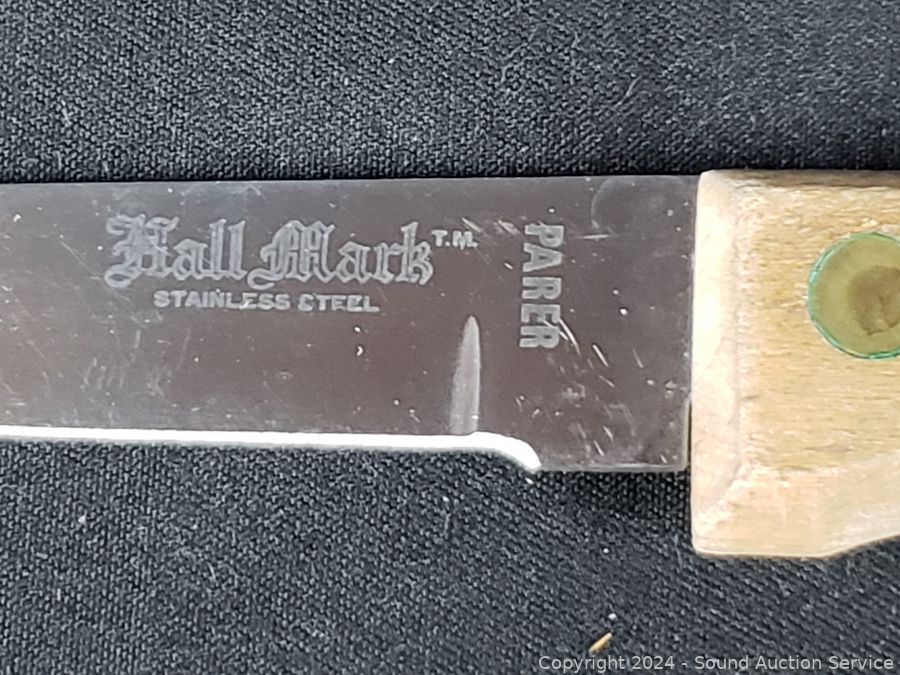 Hall Mark T.M.
STAINLESS STEEL
PARER
Copyright 2024 - Sound Auction Service